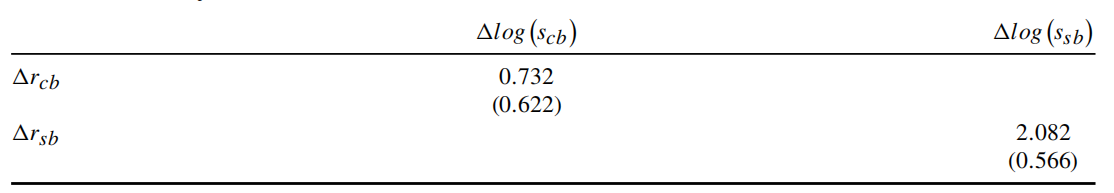 Δlog(s_cb) Δlog(s_sb)
Δr_cb 0.732
(0.622)
Δr_sb 2.082
(0.566)